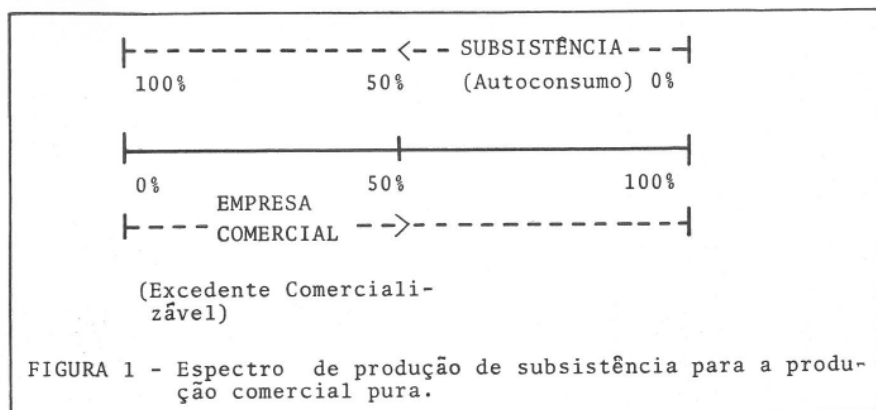 SUBSISTÊNCIA
100% 50% (Autoconsumo) 0%
0% 50% 100%
EMPRESA
COMERCIAL
(Excedente Comerciali-
zável)
FIGURA 1 - Espectro de produção de subsistência para a produ-
ção comercial pura.